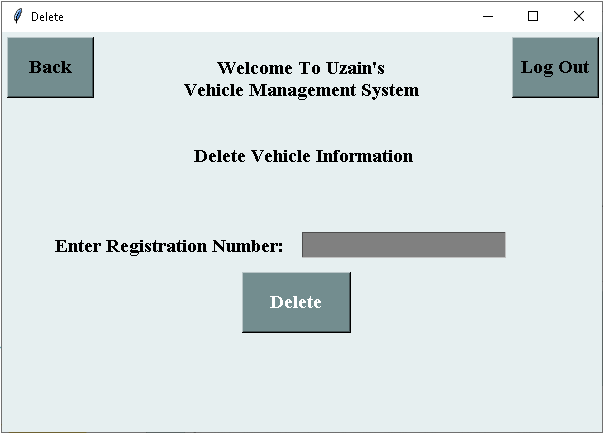 Delete
Back
Welcome To Uzain's
Vehicle Management System
Log Out
Delete Vehicle Information
Enter Registration Number:
Delete